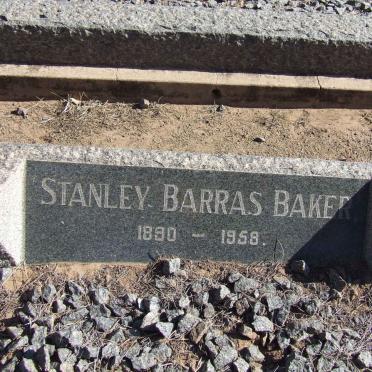 STANLEY BARRAS BAKER
1890 - 1958.